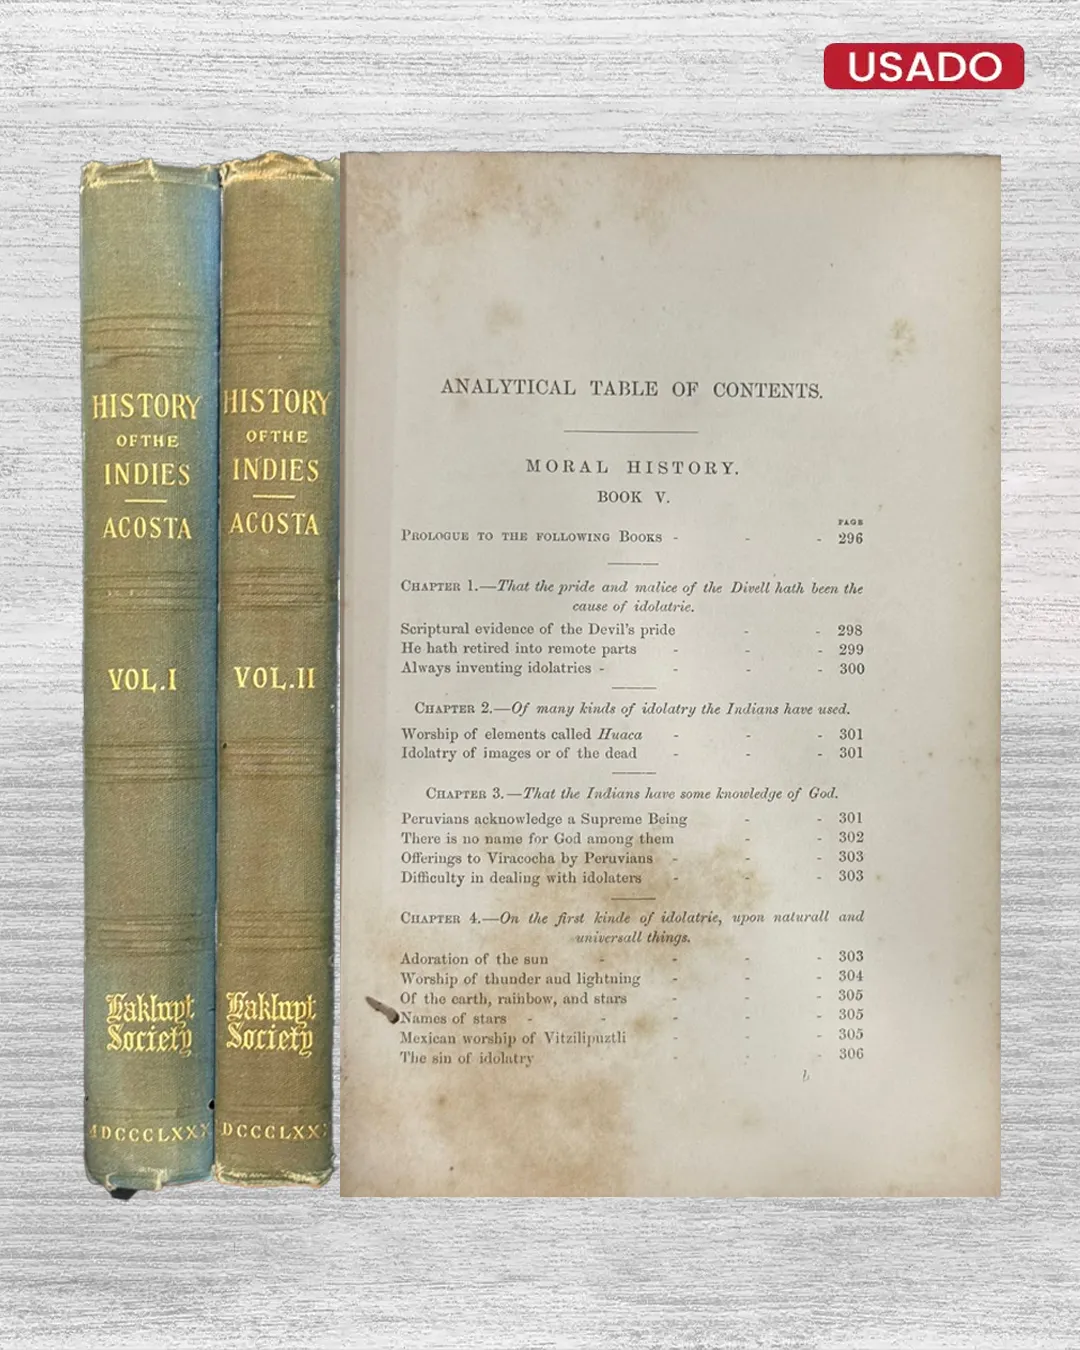 USADO
HISTORY
OF THE
INDIES
ACOSTA
VOL.I
Hakluyt
Society
DCCCLXXX
HISTORY
OF THE
INDIES
ACOSTA
VOL.II
Hakluyt
Society
DCCCLXX
ANALYTICAL TABLE OF CONTENTS.
MORAL HISTORY.
BOOK V.
PAGE
PROLOGUE TO THE FOLLOWING BOOKS - - - 296
CHAPTER 1.—That the pride and malice of the Divell hath been the
cause of idolatrie.
Scriptural evidence of the Devil's pride - - 298
He hath retired into remote parts - - - 299
Always inventing idolatries - - - - 300
CHAPTER 2.—Of many kinds of idolatry the Indians have used.
Worship of elements called Huaca - - - 301
Idolatry of images or of the dead - - - 301
CHAPTER 3.—That the Indians have some knowledge of God.
Peruvians acknowledge a Supreme Being - - 301
There is no name for God among them - - 302
Offerings to Viracocha by Peruvians - - - 303
Difficulty in dealing with idolaters - - - 303
CHAPTER 4.—On the first kinde of idolatrie, upon naturall and
universall things.
Adoration of the sun - - - - 303
Worship of thunder and lightning - - - 304
Of the earth, rainbow, and stars - - - 305
Names of stars - - - - - 305
Mexican worship of Vitzilipuztli - - - 305
The sin of idolatry - - - 306
b